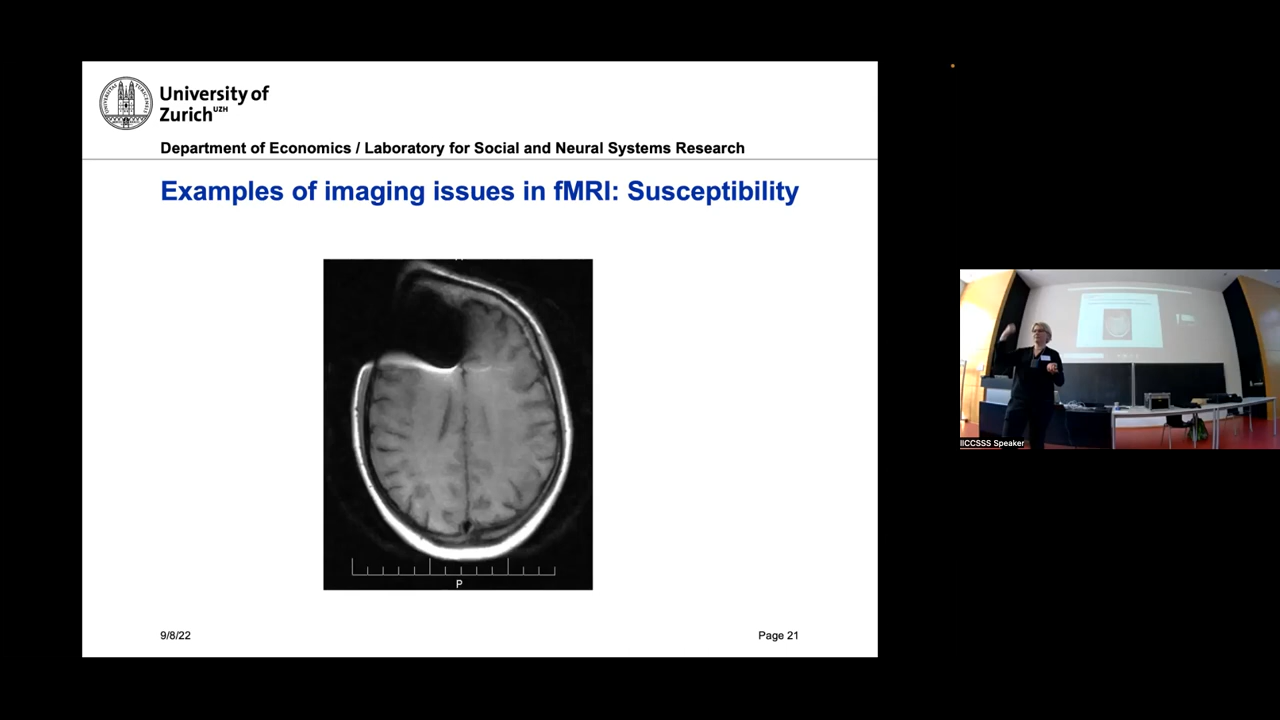 University of
Zurich UZH
Department of Economics / Laboratory for Social and Neural Systems Research
Examples of imaging issues in fMRI: Susceptibility
P
9/8/22
Page 21
IICCSSS Speaker